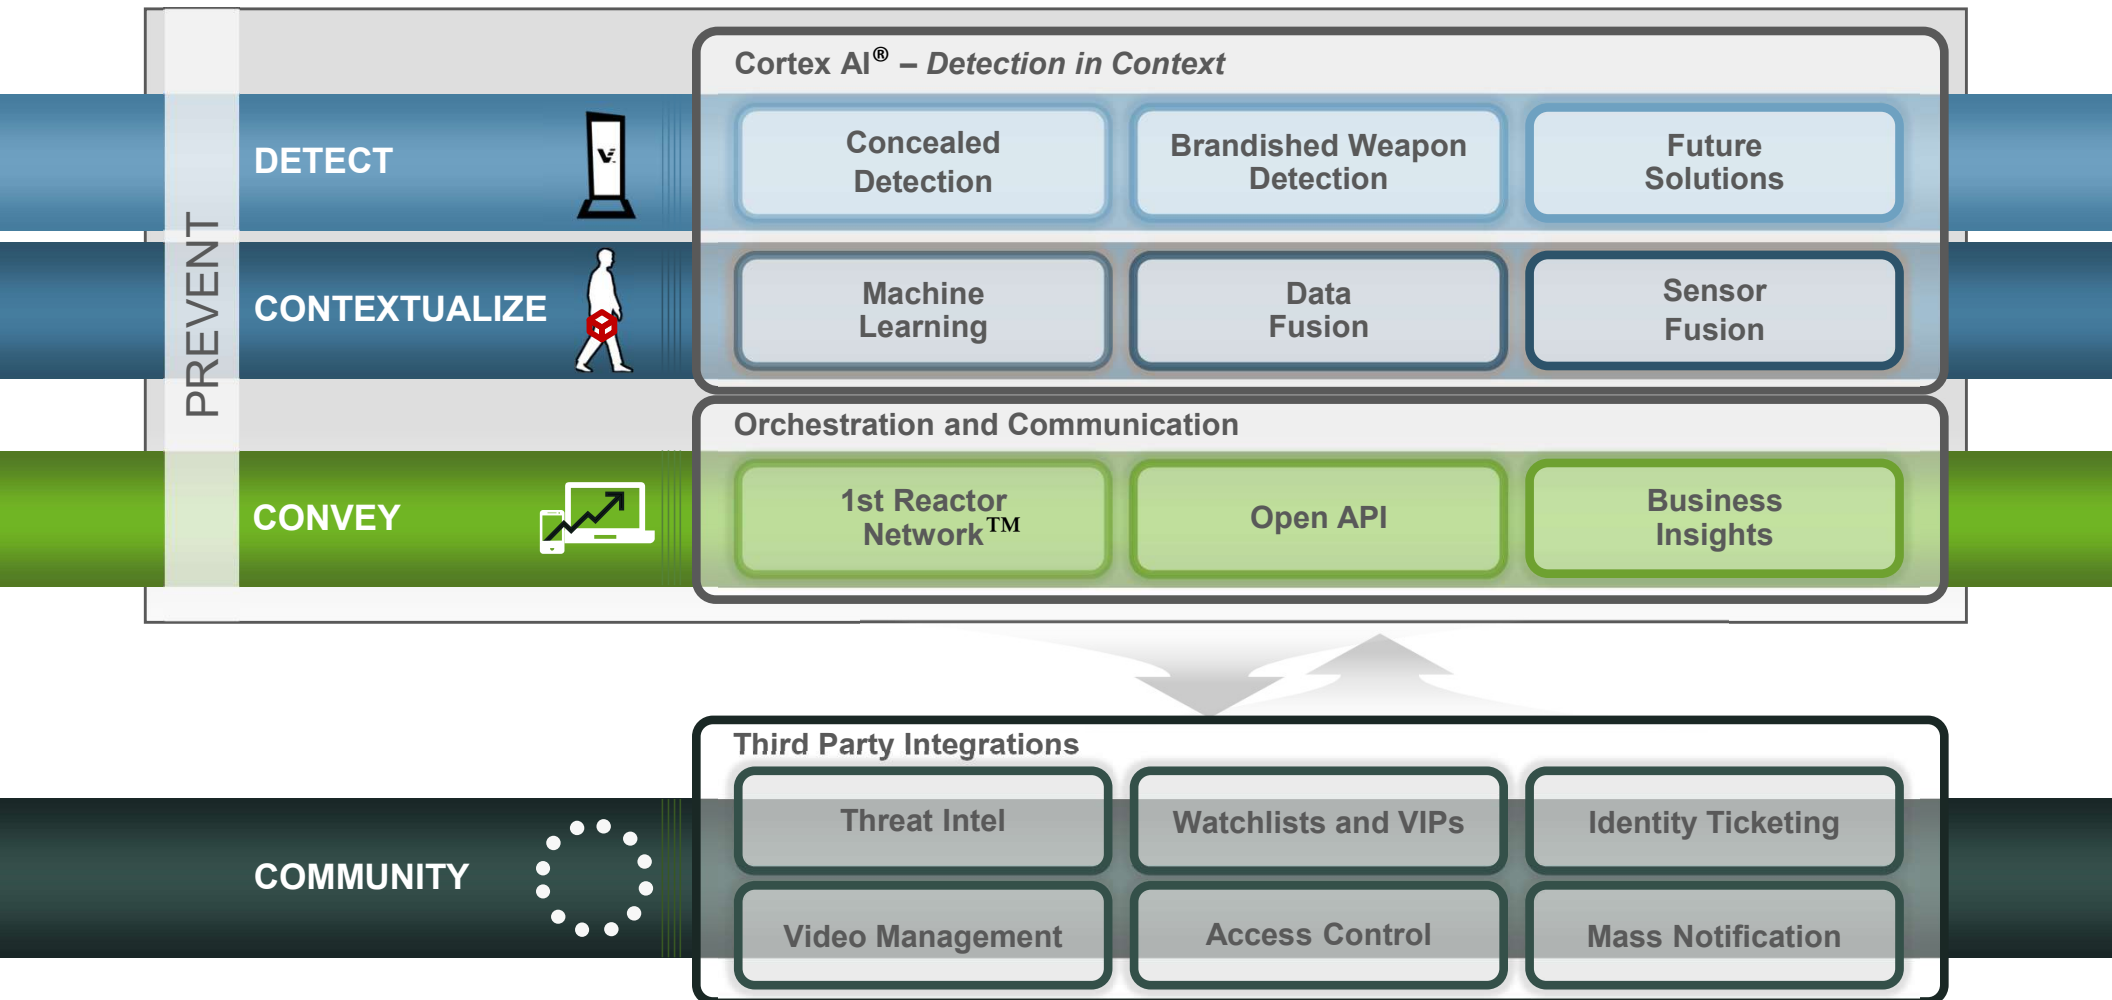 PREVENT
Cortex AI® – Detection in Context
DETECT
Concealed
Detection
Brandished Weapon
Detection
Future
Solutions
CONTEXTUALIZE
Machine
Learning
Data
Fusion
Sensor
Fusion
Orchestration and Communication
CONVEY
1st Reactor
Network™
Open API
Business
Insights
Third Party Integrations
COMMUNITY
Threat Intel
Watchlists and VIPs
Identity Ticketing
Video Management
Access Control
Mass Notification